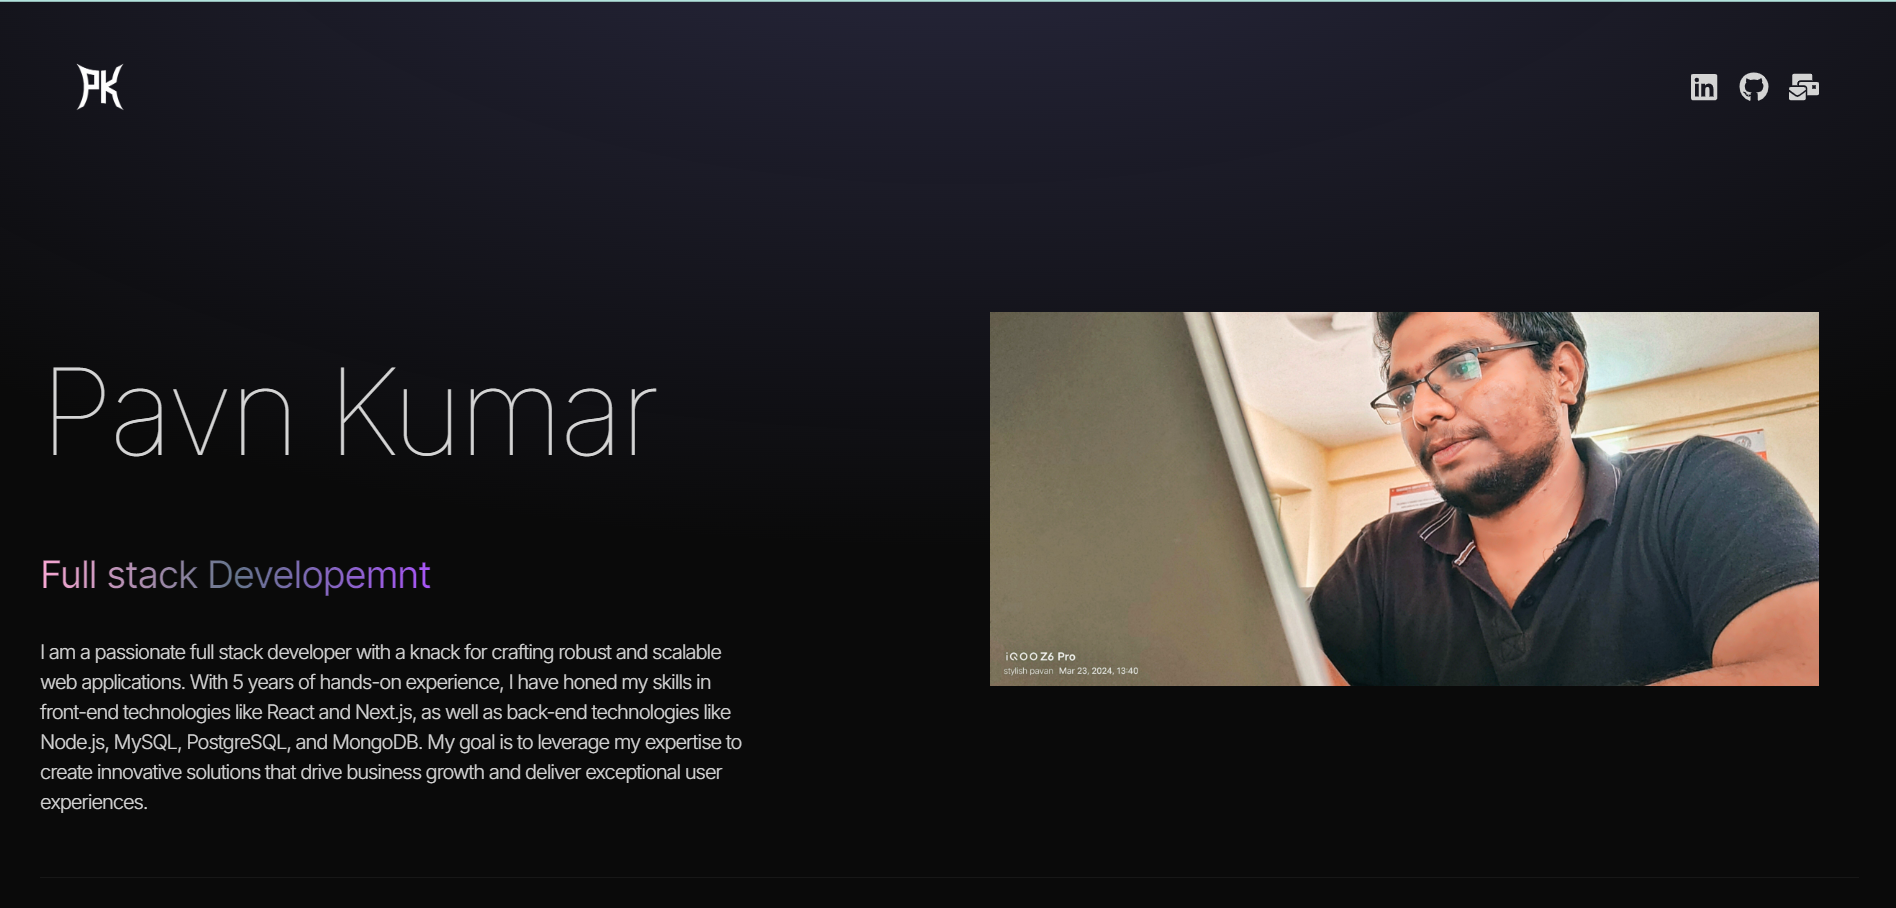 PK
Pavn Kumar
Full stack Developemnt
I am a passionate full stack developer with a knack for crafting robust and scalable
web applications. With 5 years of hands-on experience, I have honed my skills in
front-end technologies like React and Next.js, as well as back-end technologies like
Node.js, MySQL, PostgreSQL, and MongoDB. My goal is to leverage my expertise to
create innovative solutions that drive business growth and deliver exceptional user
experiences.
iQOO Z6 Pro
stylish pavan Mar 23, 2024, 13:40